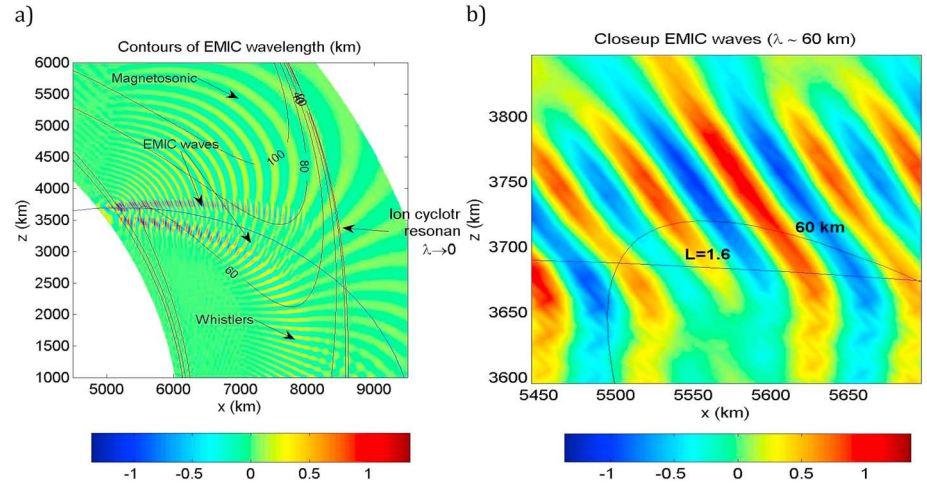 a)
Contours of EMIC wavelength (km)
6000
5500
5000
4500
4000
3500
3000
2500
2000
1500
1000
z (km)
Magnetosonic
EMIC waves
Whistlers
40
100
80
60
Ion cyclotr
resonan
λ→0
5000 6000 7000 8000 9000
x (km)
-1 -0.5 0 0.5 1
b)
Closeup EMIC waves (λ ~ 60 km)
3800
3750
3700
3650
3600
z (km)
60 km
L=1.6
5450 5500 5550 5600 5650
x (km)
-1 -0.5 0 0.5 1